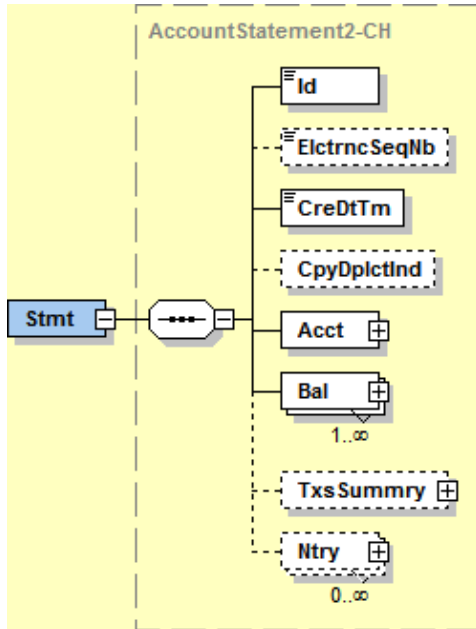 AccountStatement2-CH
Id
ElctrncSeqNb
CreDtTm
CpyDplctInd
Stmt
Acct
Bal
1..∞
TxsSummry
Ntry
0..∞